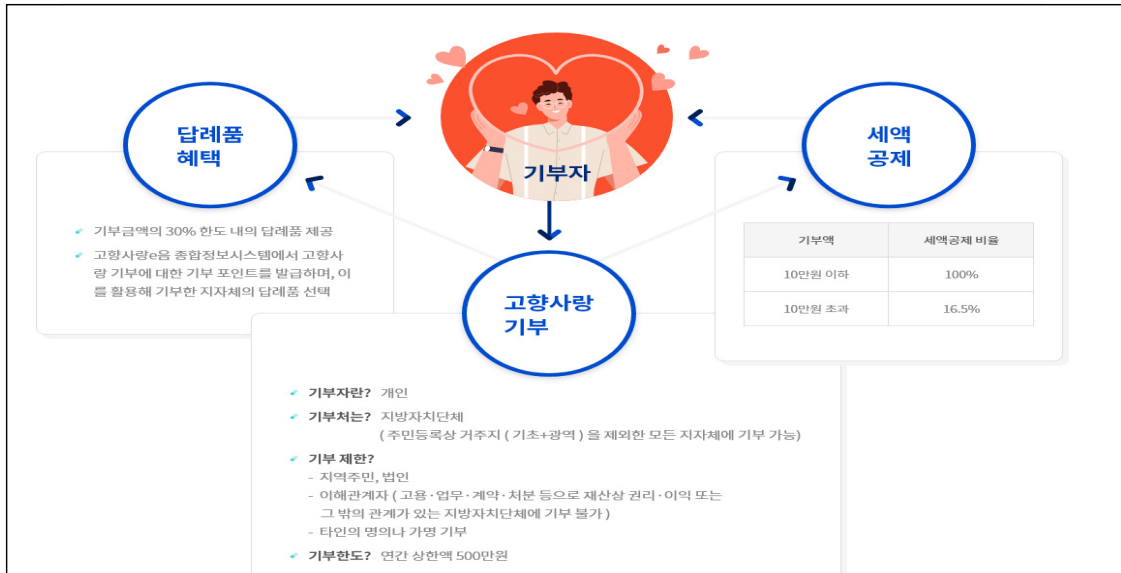 기부자
답례품
혜택
기부금액의 30% 한도 내의 답례품 제공
고향사랑e음 종합정보시스템에서 고향사
랑 기부에 대한 기부 포인트를 발급하며, 이
를 활용해 기부한 지자체의 답례품 선택
세액
공제
기부액 세액공제 비율
10만원 이하 100%
10만원 초과 16.5%
고향사랑
기부
기부자란? 개인
기부처는? 지방자치단체
( 주민등록상 거주지 ( 기초+광역 ) 을 제외한 모든 지자체에 기부 가능)
기부 제한?
- 지역주민, 법인
- 이해관계자 ( 고용·업무·계약·처분 등으로 재산상 권리·이익 또는
그 밖의 관계가 있는 지방자치단체에 기부 불가 )
- 타인의 명의나 가명 기부
기부한도? 연간 상한액 500만원